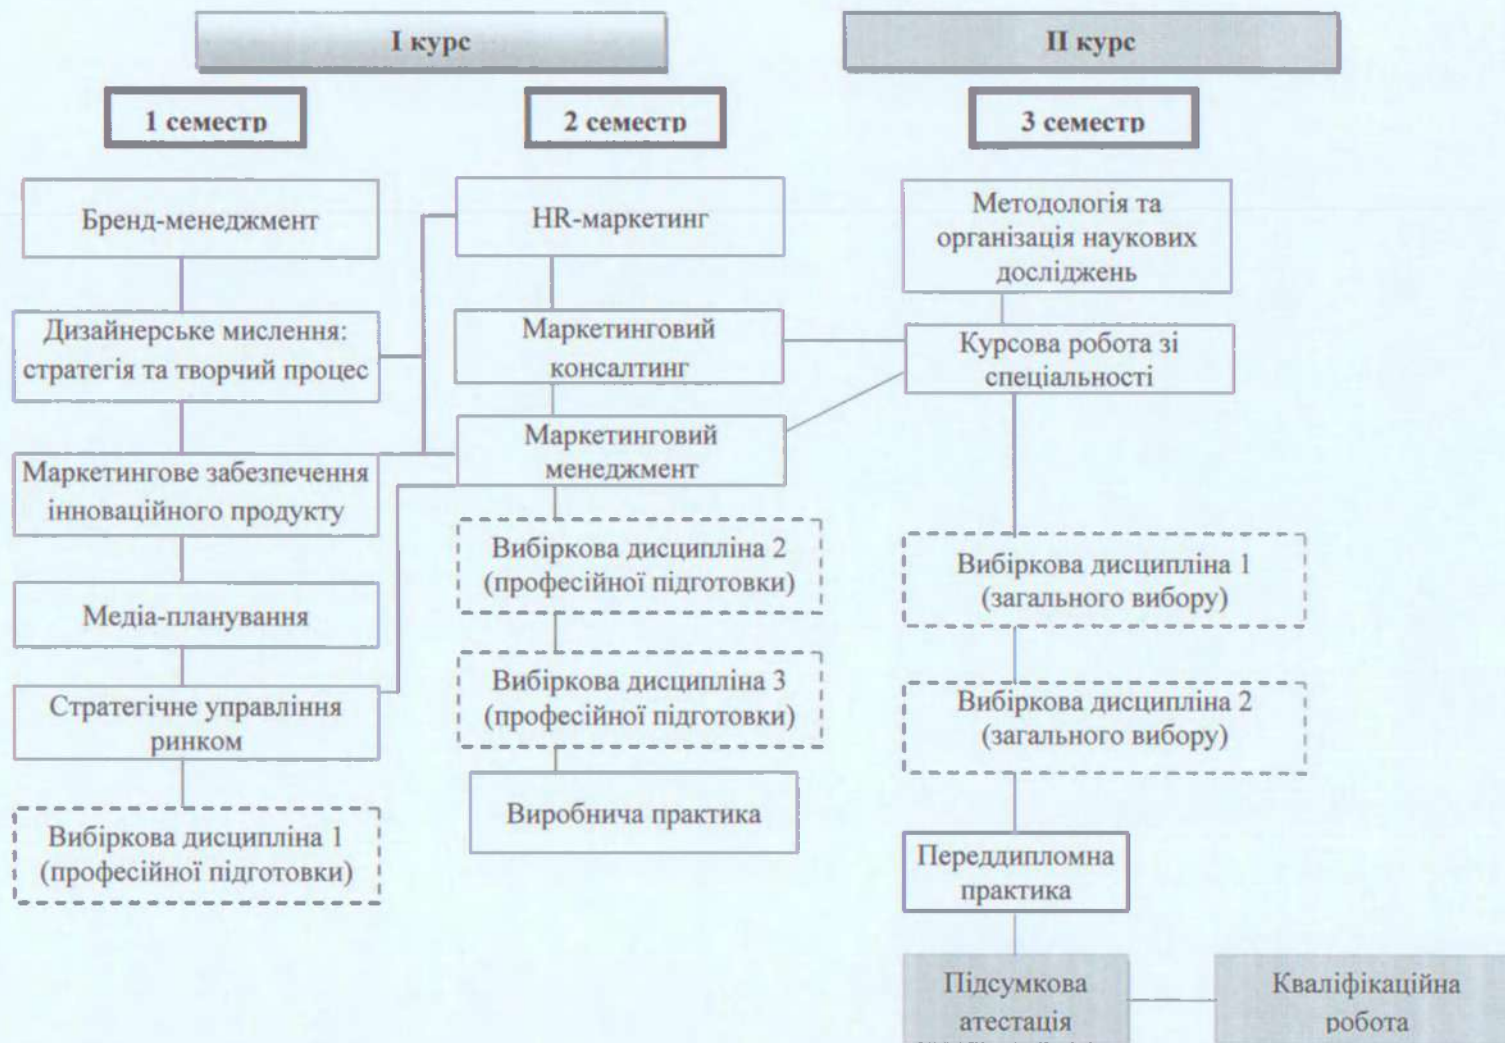 І курс
ІІ курс
1 семестр
2 семестр
3 семестр
Бренд-менеджмент
Дизайнерське мислення:
стратегія та творчий процес
Маркетингове забезпечення
інноваційного продукту
Медіа-планування
Стратегічне управління
ринком
Вибіркова дисципліна 1
(професійної підготовки)
HR-маркетинг
Маркетинговий
консалтинг
Маркетинговий
менеджмент
Вибіркова дисципліна 2
(професійної підготовки)
Вибіркова дисципліна 3
(професійної підготовки)
Виробнича практика
Методологія та
організація наукових
досліджень
Курсова робота зі
спеціальності
Вибіркова дисципліна 1
(загального вибору)
Вибіркова дисципліна 2
(загального вибору)
Переддипломна
практика
Підсумкова
атестація
Кваліфікаційна
робота